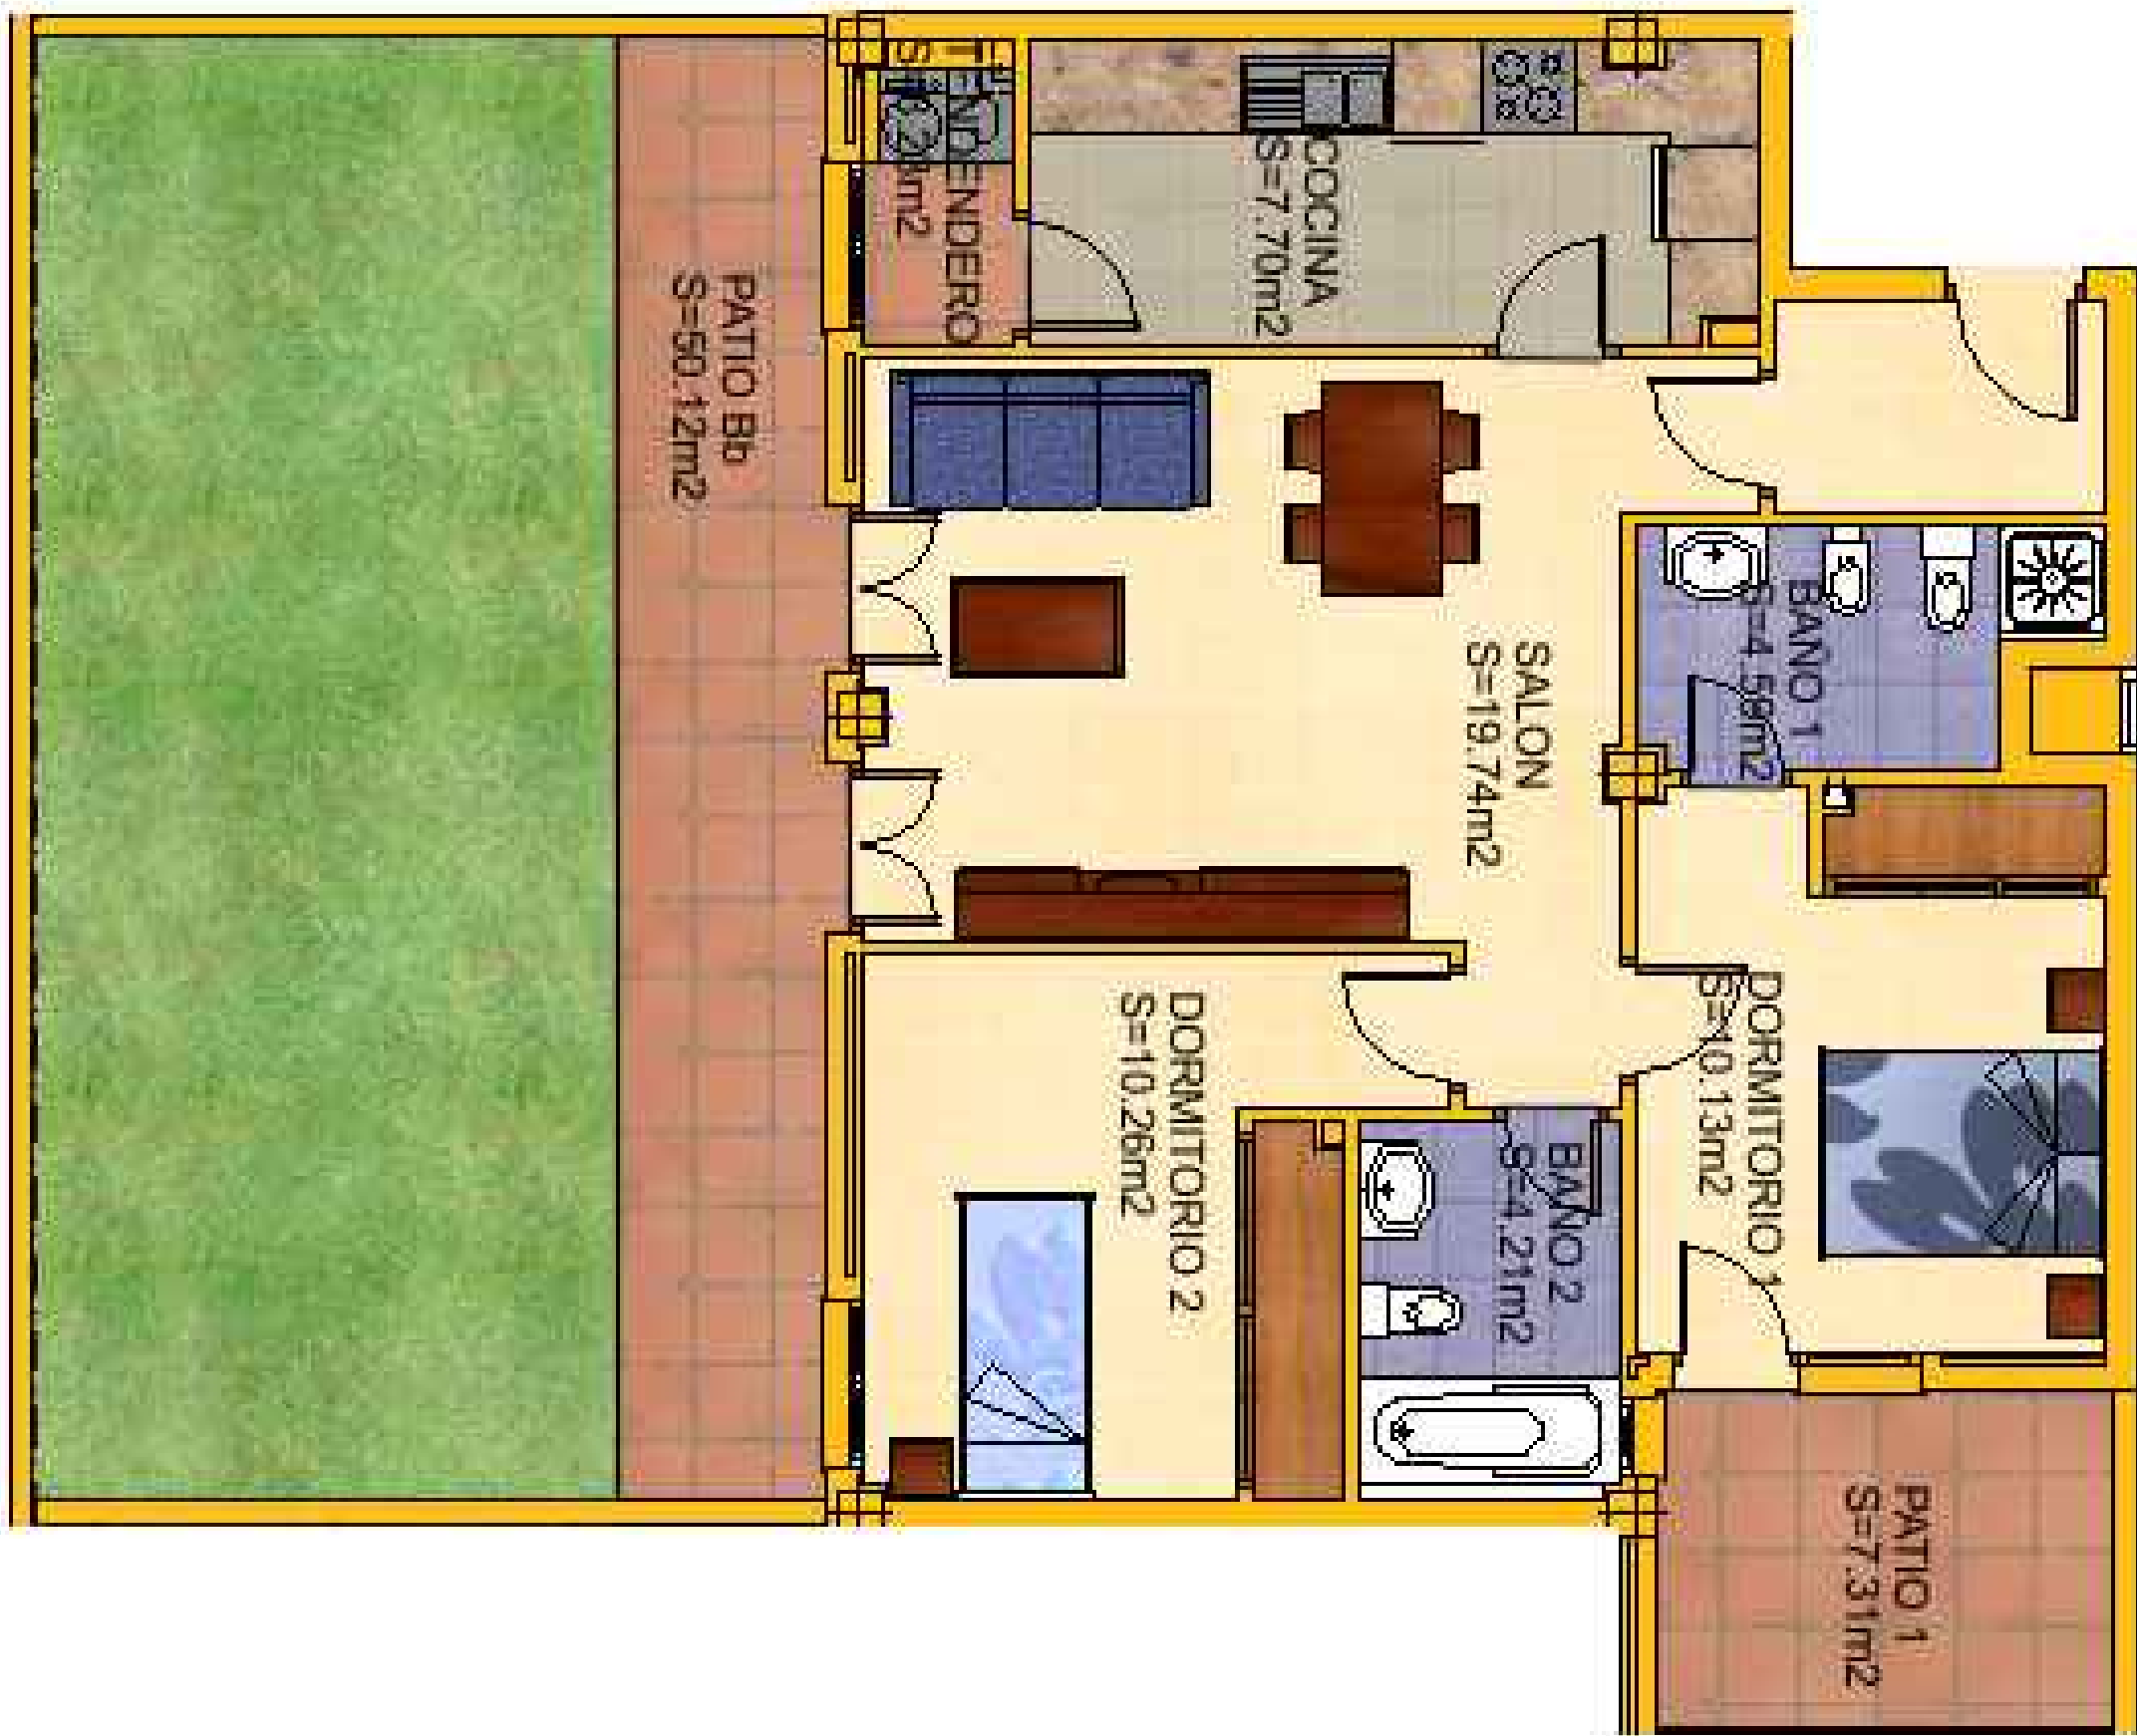 PATIO Bb
S=50.12m2
COCINA
S=7.70m2
SALON
S=19.74m2
BAÑO 1
DORMITORIO 1
S=10.13m2
DORMITORIO 2
S=10.26m2
BAÑO 2
S=4.21m2
PATIO 1
S=7.31m2